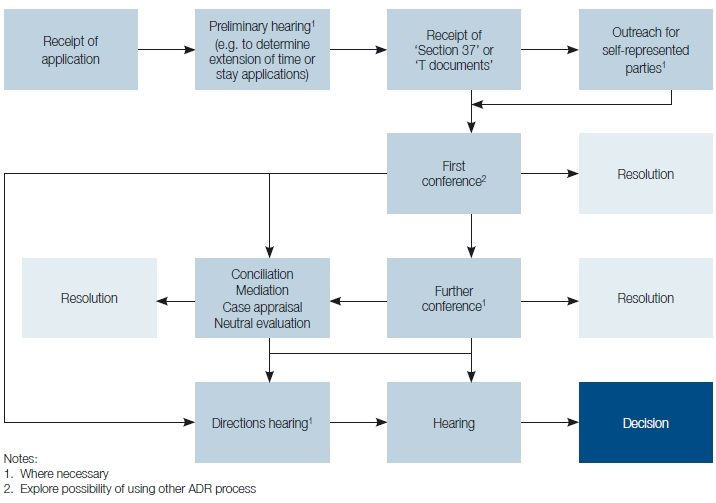 Receipt of
application
Preliminary hearing¹
(e.g. to determine
extension of time or
stay applications)
Receipt of
‘Section 37’ or
‘T documents’
Outreach for
self-represented
parties¹
First
conference²
Resolution
Resolution
Conciliation
Mediation
Case appraisal
Neutral evaluation
Further
conference¹
Resolution
Directions hearing¹
Hearing
Decision
Notes:
1. Where necessary
2. Explore possibility of using other ADR process